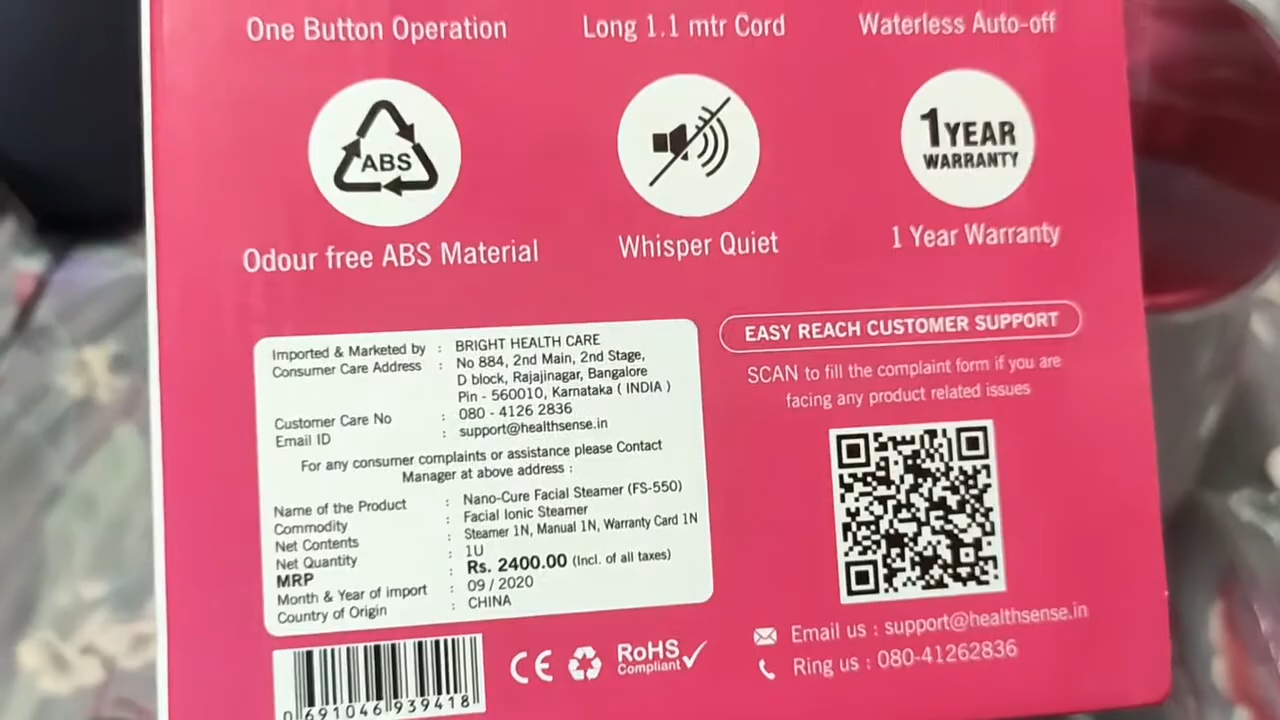 One Button Operation
Long 1.1 mtr Cord
Waterless Auto-off
ABS
1 YEAR
WARRANTY
Odour free ABS Material
Whisper Quiet
1 Year Warranty
Imported & Marketed by : BRIGHT HEALTH CARE
Consumer Care Address : No 884, 2nd Main, 2nd Stage,
D block, Rajajinagar, Bangalore
Pin - 560010, Karnataka ( INDIA )
Customer Care No : 080 - 4126 2836
Email ID : support@healthsense.in
For any consumer complaints or assistance please Contact
Manager at above address :
Name of the Product : Nano-Cure Facial Steamer (FS-550)
Commodity : Facial Ionic Steamer
Net Contents : Steamer 1N, Manual 1N, Warranty Card 1N
Net Quantity : 1U
MRP : Rs. 2400.00 (Incl. of all taxes)
Month & Year of import : 09 / 2020
Country of Origin : CHINA
EASY REACH CUSTOMER SUPPORT
SCAN to fill the complaint form if you are
facing any product related issues
Email us : support@healthsense.in
Ring us : 080-41262836
CE
RoHS
Compliant
0 691046 939418